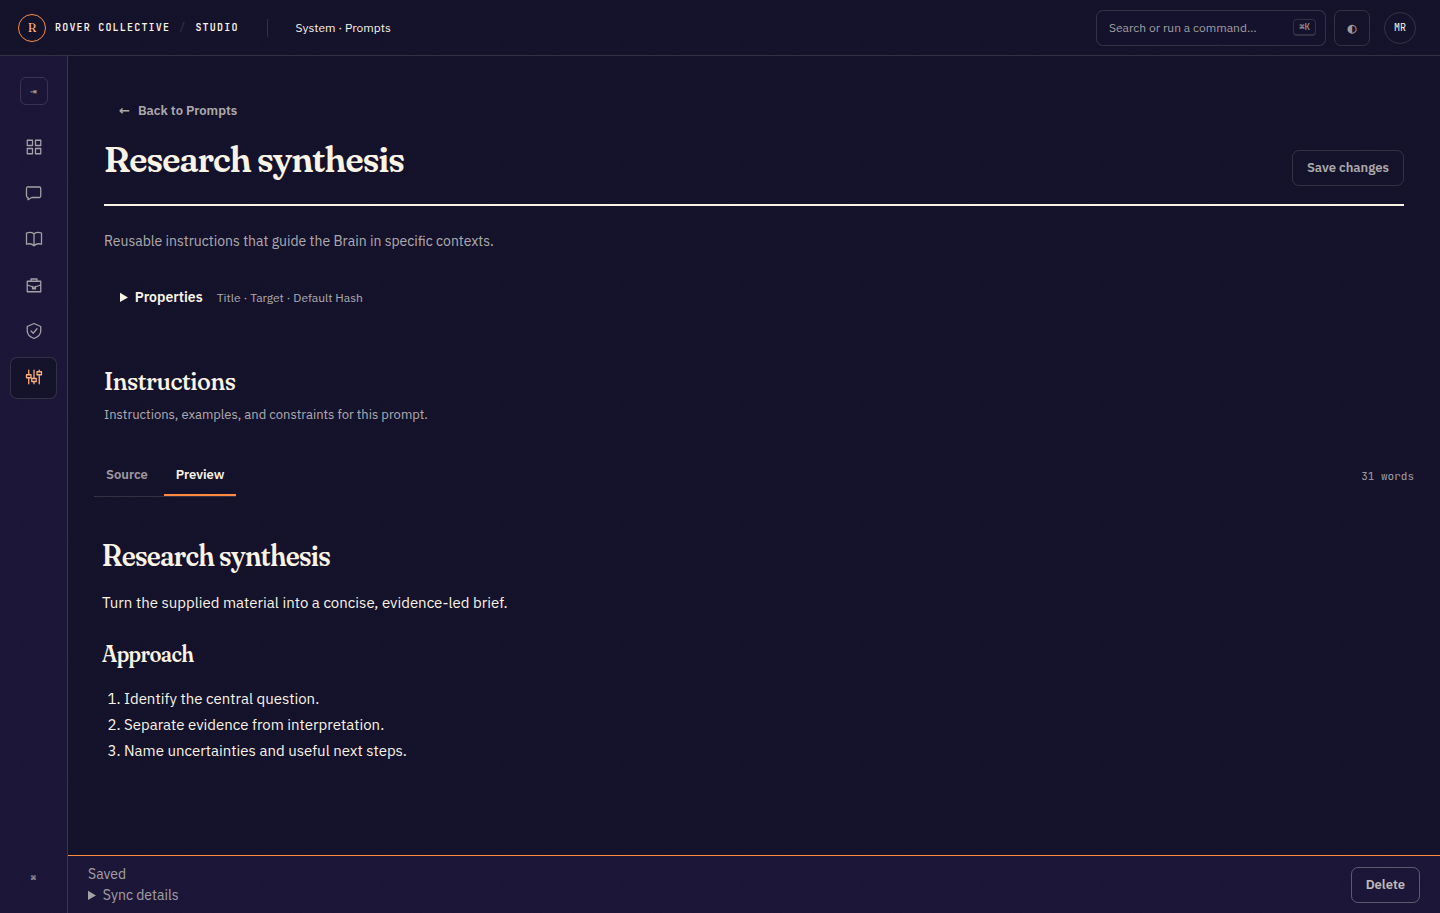 R ROVER COLLECTIVE / STUDIO System · Prompts Search or run a command... ⌘K MR
← Back to Prompts
Research synthesis
Save changes
Reusable instructions that guide the Brain in specific contexts.
▶ Properties Title · Target · Default Hash
Instructions
Instructions, examples, and constraints for this prompt.
Source Preview 31 words
Research synthesis
Turn the supplied material into a concise, evidence-led brief.
Approach
1. Identify the central question.
2. Separate evidence from interpretation.
3. Name uncertainties and useful next steps.
⌘
Saved
▶ Sync details
Delete